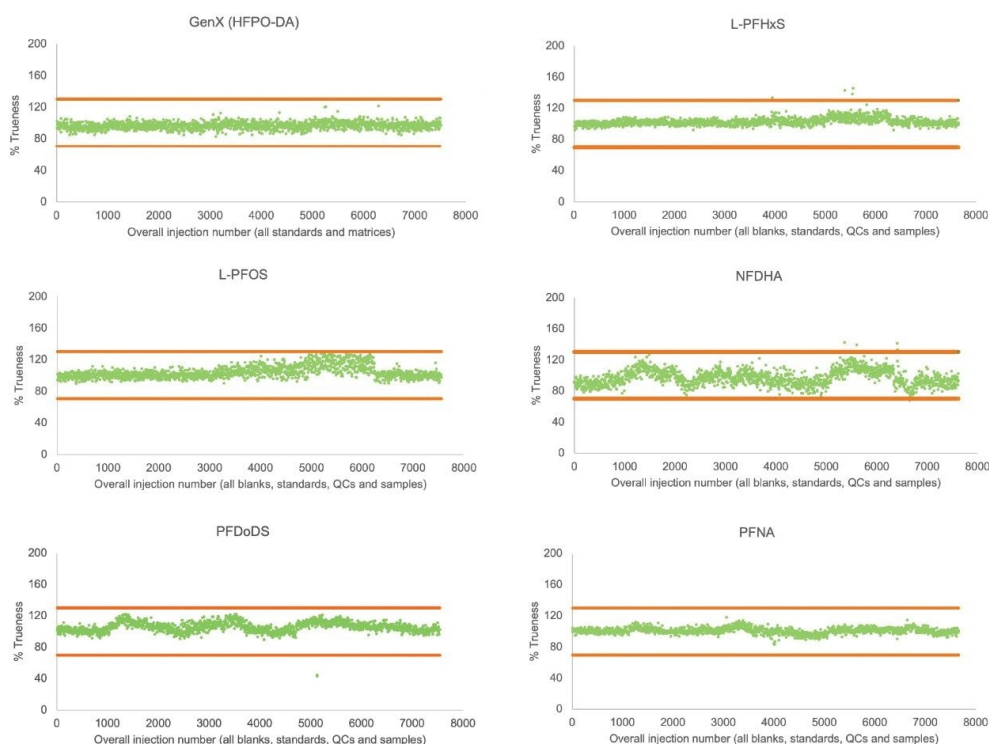 GenX (HFPO-DA)
200
160
120
80
40
0
% Trueness
0 1000 2000 3000 4000 5000 6000 7000 8000
Overall injection number (all standards and matrices)
L-PFHxS
200
160
120
80
40
0
% Trueness
0 1000 2000 3000 4000 5000 6000 7000 8000
Overall injection number (all blanks, standards, QCs and samples)
L-PFOS
200
160
120
80
40
0
% Trueness
0 1000 2000 3000 4000 5000 6000 7000 8000
Overall injection number (all blanks, standards, QCs and samples)
NFDHA
200
160
120
80
40
0
% Trueness
0 1000 2000 3000 4000 5000 6000 7000 8000
Overall injection number (all blanks, standards, QCs and samples)
PFDoDS
200
160
120
80
40
0
% Trueness
0 1000 2000 3000 4000 5000 6000 7000 8000
Overall injection number (all blanks, standards, QCs and samples)
PFNA
200
160
120
80
40
0
% Trueness
0 1000 2000 3000 4000 5000 6000 7000 8000
Overall injection number (all blanks, standards, QCs and samples)